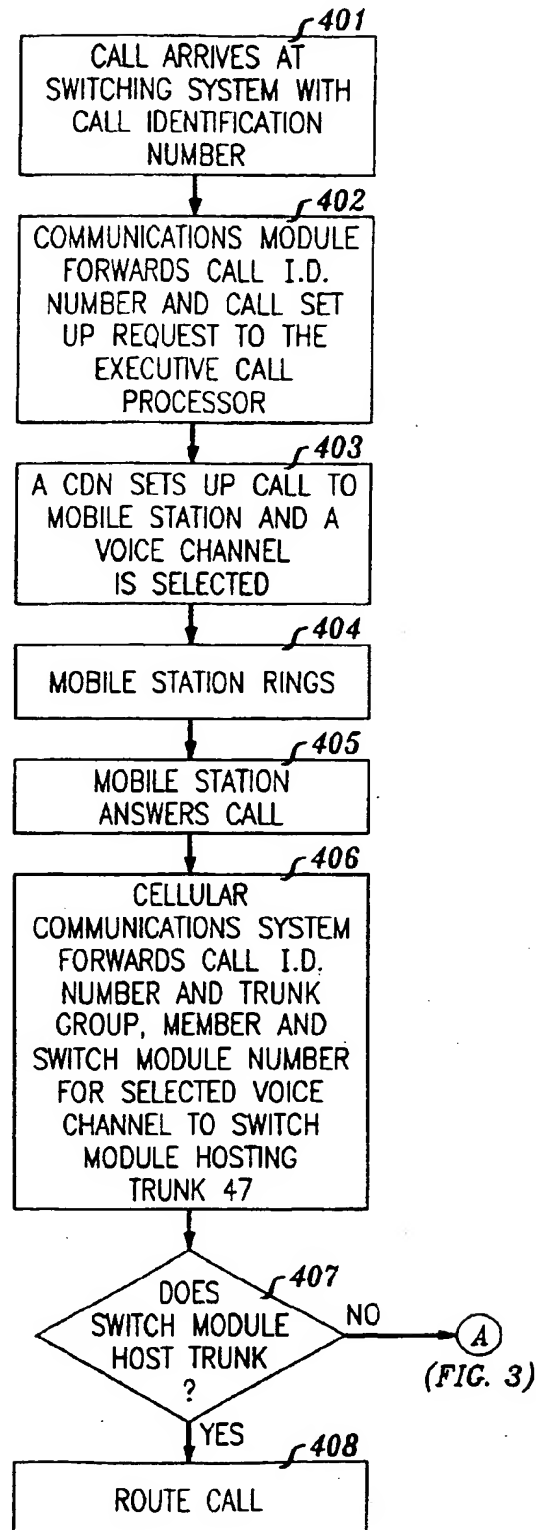 401
CALL ARRIVES AT
SWITCHING SYSTEM WITH
CALL IDENTIFICATION
NUMBER
402
COMMUNICATIONS MODULE
FORWARDS CALL I.D.
NUMBER AND CALL SET
UP REQUEST TO THE
EXECUTIVE CALL
PROCESSOR
403
A CDN SETS UP CALL TO
MOBILE STATION AND A
VOICE CHANNEL
IS SELECTED
404
MOBILE STATION RINGS
405
MOBILE STATION
ANSWERS CALL
406
CELLULAR
COMMUNICATIONS SYSTEM
FORWARDS CALL I.D.
NUMBER AND TRUNK
GROUP, MEMBER AND
SWITCH MODULE NUMBER
FOR SELECTED VOICE
CHANNEL TO SWITCH
MODULE HOSTING
TRUNK 47
407
DOES
SWITCH MODULE
HOST TRUNK
?
NO
A
(FIG. 3)
YES
408
ROUTE CALL